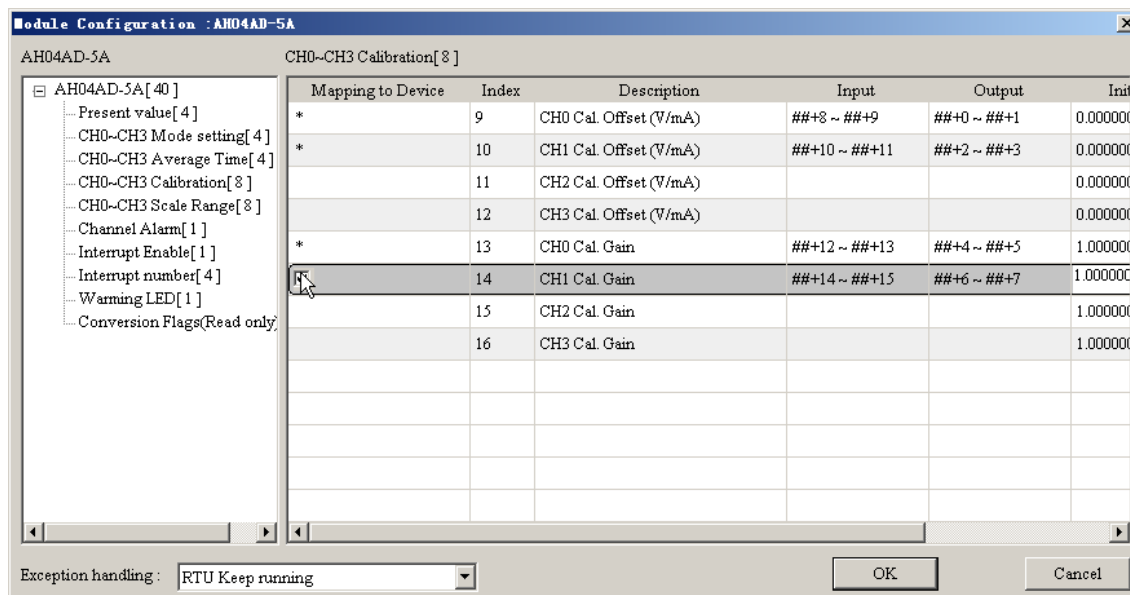 Module Configuration :AH04AD-5A
AH04AD-5A
CH0~CH3 Calibration[ 8 ]
AH04AD-5A[ 40 ]
Present value[ 4 ]
CH0~CH3 Mode setting[ 4 ]
CH0~CH3 Average Time[ 4 ]
CH0~CH3 Calibration[ 8 ]
CH0~CH3 Scale Range[ 8 ]
Channel Alarm[ 1 ]
Interrupt Enable[ 1 ]
Interrupt number[ 4 ]
Warming LED[ 1 ]
Conversion Flags(Read only)
Mapping to Device Index Description Input Output Init
* 9 CH0 Cal. Offset (V/mA) ##+8 ~ ##+9 ##+0 ~ ##+1 0.000000
* 10 CH1 Cal. Offset (V/mA) ##+10 ~ ##+11 ##+2 ~ ##+3 0.000000
11 CH2 Cal. Offset (V/mA) 0.000000
12 CH3 Cal. Offset (V/mA) 0.000000
* 13 CH0 Cal. Gain ##+12 ~ ##+13 ##+4 ~ ##+5 1.000000
14 CH1 Cal. Gain ##+14 ~ ##+15 ##+6 ~ ##+7 1.000000
15 CH2 Cal. Gain 1.000000
16 CH3 Cal. Gain 1.000000
Exception handling : RTU Keep running
OK Cancel